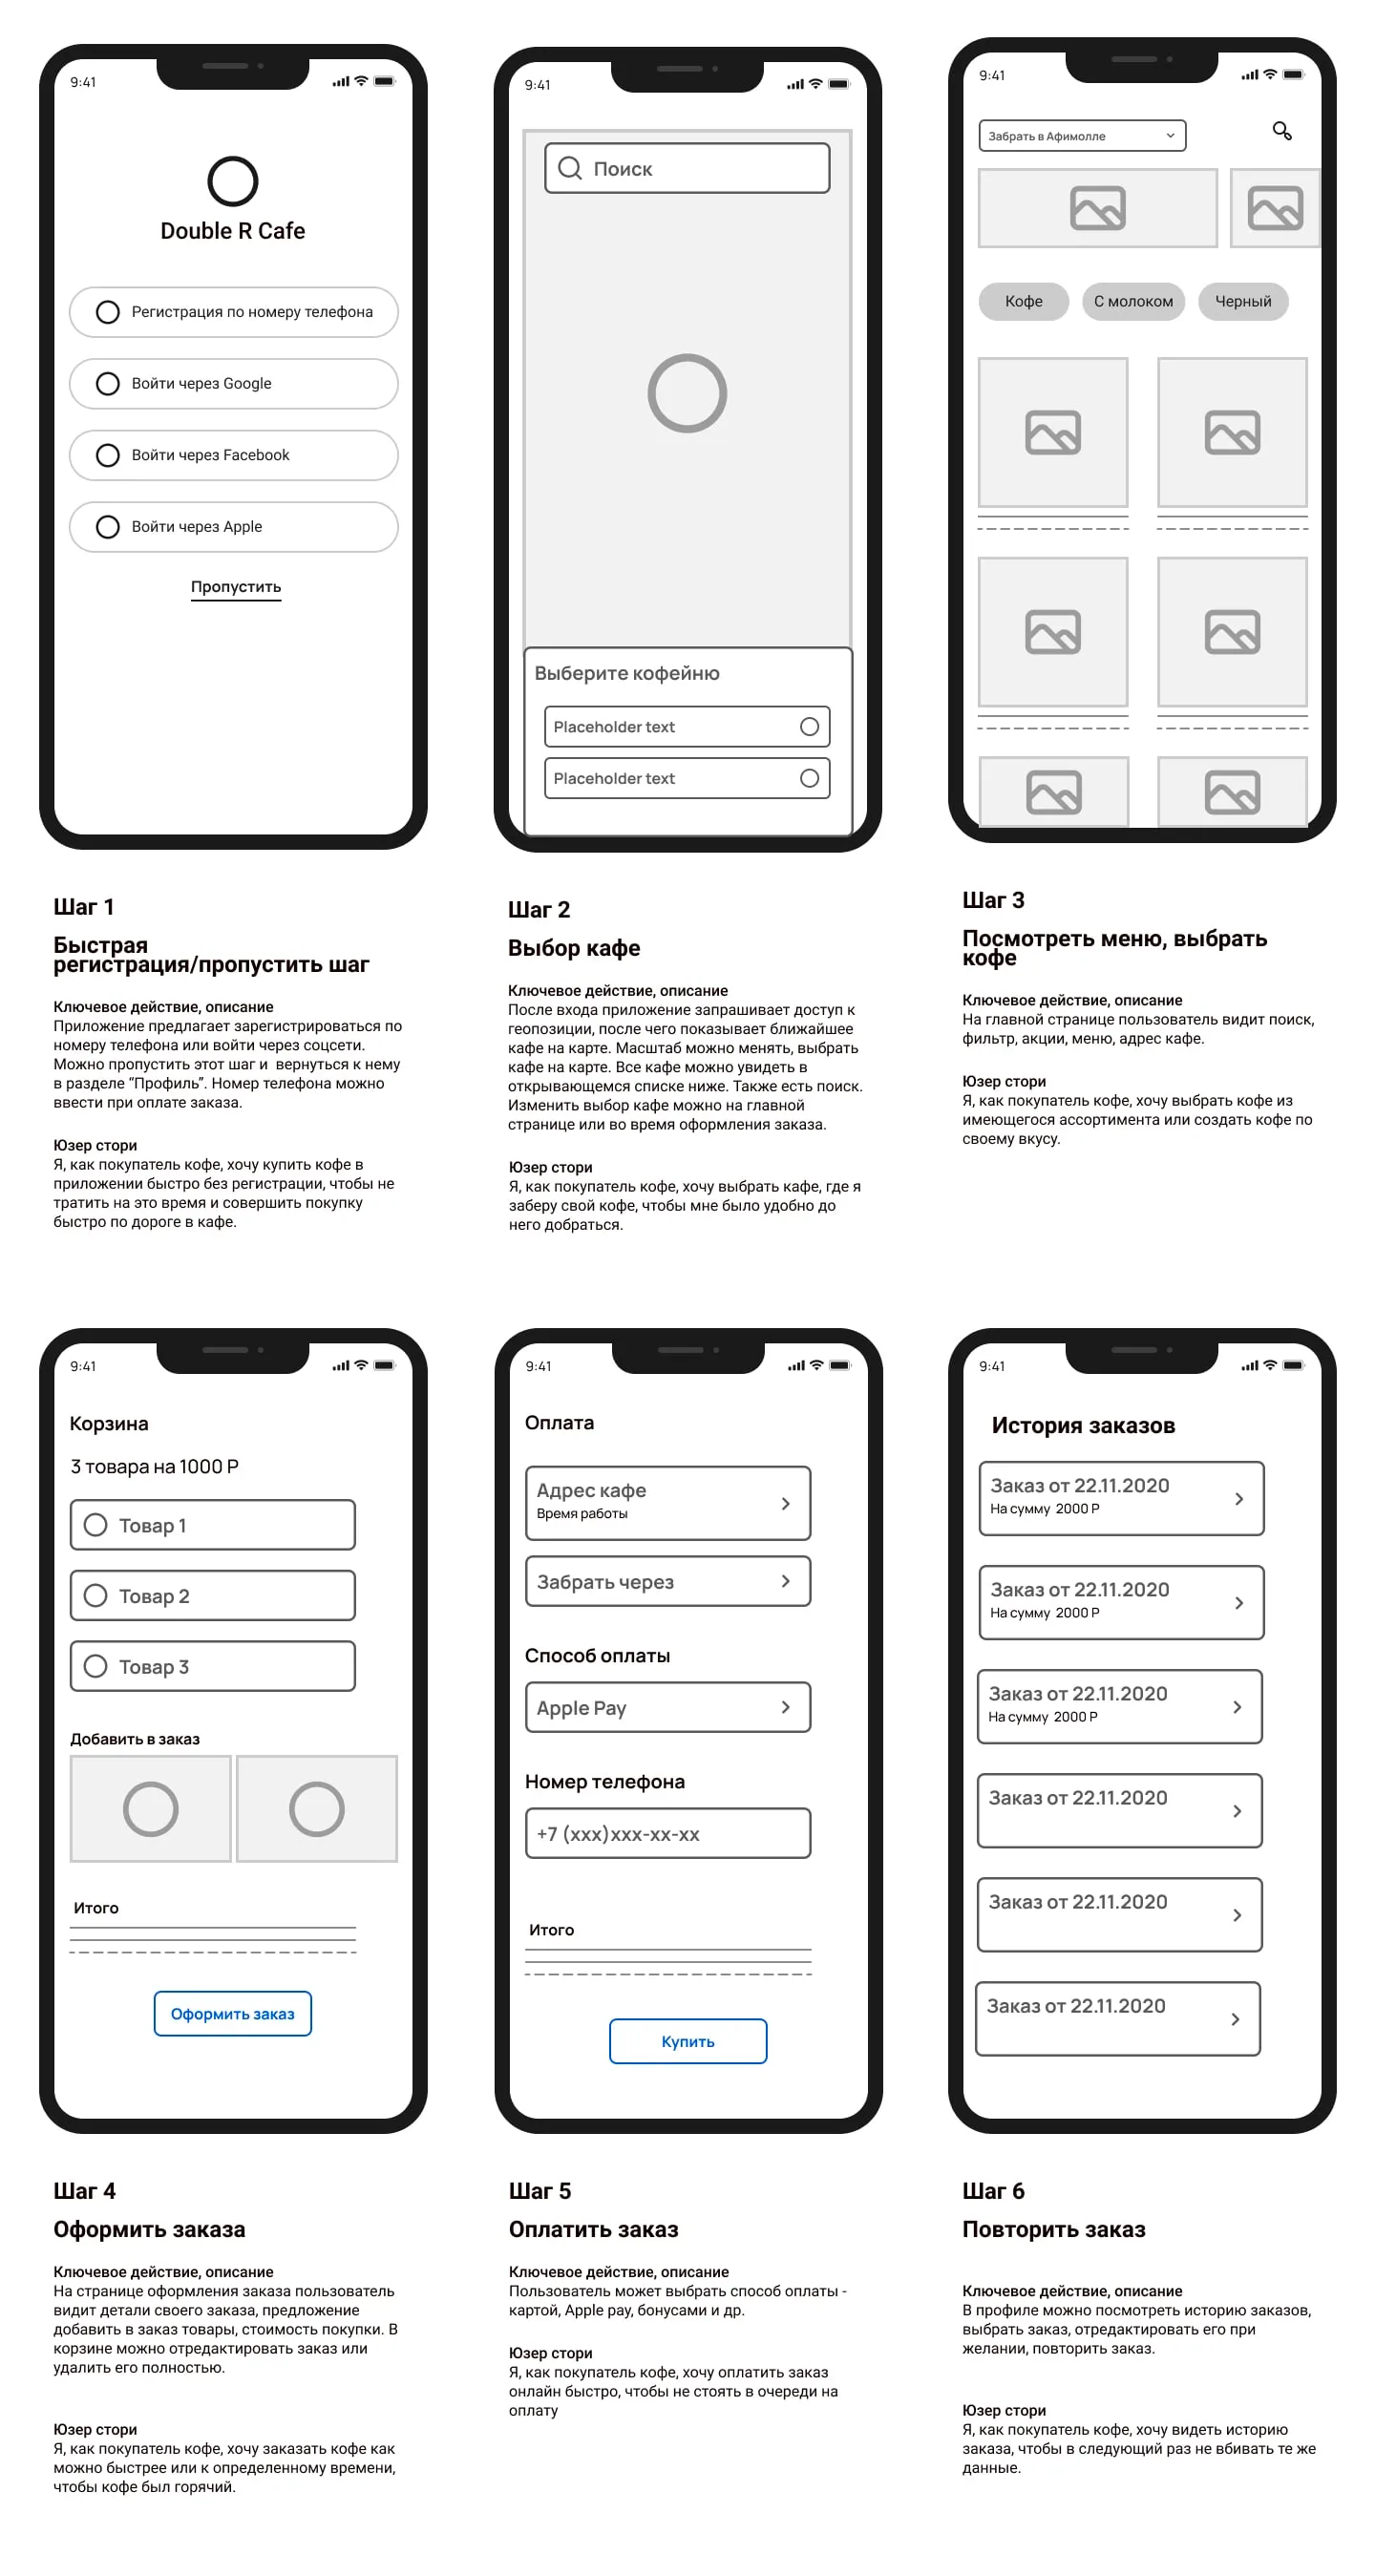 9:41
Double R Cafe
Регистрация по номеру телефона
Войти через Google
Войти через Facebook
Войти через Apple
Пропустить
9:41
Поиск
Выберите кофейню
Placeholder text
Placeholder text
9:41
Забрать в Афимолле
Кофе
С молоком
Черный
Шаг 1
Быстрая
регистрация/пропустить шаг
Ключевое действие, описание
Приложение предлагает зарегистрироваться по
номеру телефона или войти через соцсети.
Можно пропустить этот шаг и  вернуться к нему
в разделе “Профиль”. Номер телефона можно
ввести при оплате заказа.
Юзер стори
Я, как покупатель кофе, хочу купить кофе в
приложении быстро без регистрации, чтобы не
тратить на это время и совершить покупку
быстро по дороге в кафе.
Шаг 2
Выбор кафе
Ключевое действие, описание
После входа приложение запрашивает доступ к
геопозиции, после чего показывает ближайшее
кафе на карте. Масштаб можно менять, выбрать
кафе на карте. Все кафе можно увидеть в
открывающемся списке ниже. Также есть поиск.
Изменить выбор кафе можно на главной
странице или во время оформления заказа.
Юзер стори
Я, как покупатель кофе, хочу выбрать кафе, где я
заберу свой кофе, чтобы мне было удобно до
него добраться.
Шаг 3
Посмотреть меню, выбрать
кофе
Ключевое действие, описание
На главной странице пользователь видит поиск,
фильтр, акции, меню, адрес кафе.
Юзер стори
Я, как покупатель кофе, хочу выбрать кофе из
имеющегося ассортимента или создать кофе по
своему вкусу.
9:41
Корзина
3 товара на 1000 Р
Товар 1
Товар 2
Товар 3
Добавить в заказ
Итого
Оформить заказ
9:41
Оплата
Адрес кафе
Время работы
Забрать через
Способ оплаты
Apple Pay
Номер телефона
+7 (xxx)xxx-xx-xx
Итого
Купить
9:41
История заказов
Заказ от 22.11.2020
На сумму  2000 Р
Заказ от 22.11.2020
На сумму  2000 Р
Заказ от 22.11.2020
На сумму  2000 Р
Заказ от 22.11.2020
Заказ от 22.11.2020
Заказ от 22.11.2020
Шаг 4
Оформить заказа
Ключевое действие, описание
На странице оформления заказа пользователь
видит детали своего заказа, предложение
добавить в заказ товары, стоимость покупки. В
корзине можно отредактировать заказ или
удалить его полностью.
Юзер стори
Я, как покупатель кофе, хочу заказать кофе как
можно быстрее или к определенному времени,
чтобы кофе был горячий.
Шаг 5
Оплатить заказ
Ключевое действие, описание
Пользователь может выбрать способ оплаты -
картой, Apple pay, бонусами и др.
Юзер стори
Я, как покупатель кофе, хочу оплатить заказ
онлайн быстро, чтобы не стоять в очереди на
оплату
Шаг 6
Повторить заказ
Ключевое действие, описание
В профиле можно посмотреть историю заказов,
выбрать заказ, отредактировать его при
желании, повторить заказ.
Юзер стори
Я, как покупатель кофе, хочу видеть историю
заказа, чтобы в следующий раз не вбивать те же
данные.